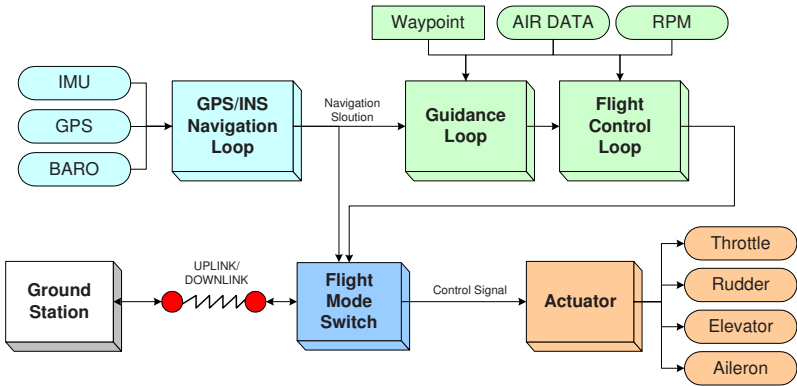 Waypoint
AIR DATA
RPM
IMU
GPS
BARO
GPS/INS
Navigation
Loop
Navigation
Sloution
Guidance
Loop
Flight
Control
Loop
Ground
Station
UPLINK/
DOWNLINK
Flight
Mode
Switch
Control Signal
Actuator
Throttle
Rudder
Elevator
Aileron